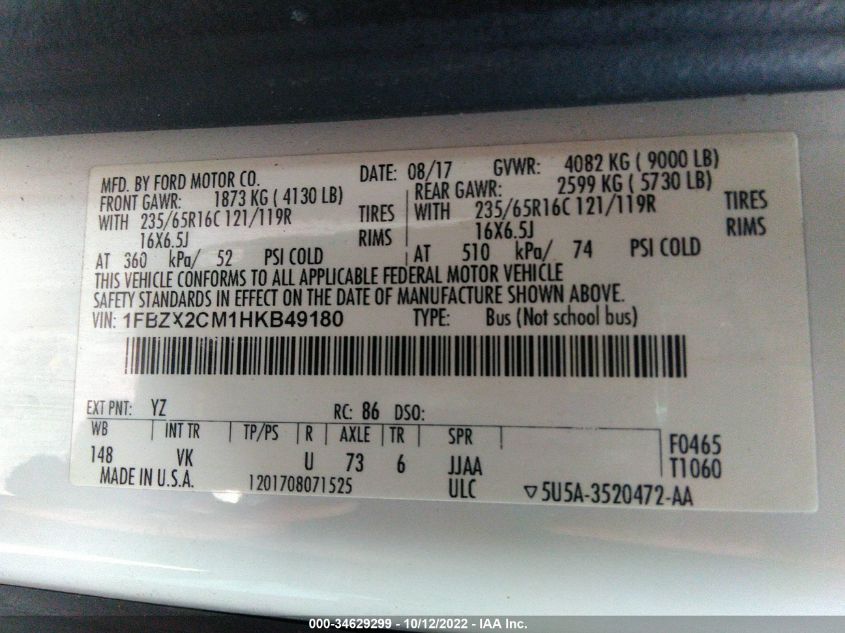 MFD. BY FORD MOTOR CO. DATE: 08/17 GVWR: 4082 KG ( 9000 LB)
FRONT GAWR: 1873 KG ( 4130 LB) REAR GAWR: 2599 KG ( 5730 LB)
WITH 235/65R16C 121/119R TIRES WITH 235/65R16C 121/119R TIRES
16X6.5J RIMS 16X6.5J RIMS
AT 360 kPa/ 52 PSI COLD AT 510 kPa/ 74 PSI COLD
THIS VEHICLE CONFORMS TO ALL APPLICABLE FEDERAL MOTOR VEHICLE
SAFETY STANDARDS IN EFFECT ON THE DATE OF MANUFACTURE SHOWN ABOVE.
VIN: 1FBZX2CM1HKB49180 TYPE: Bus (Not school bus)
EXT PNT: YZ RC: 86 DSO:
WB INT TR TP/PS R AXLE TR SPR F0465
148 VK U 73 6 JJAA T1060
MADE IN U.S.A. 1201708071525 ULC ▽5U5A-3520472-AA
000-34629299 - 10/12/2022 - IAA Inc.